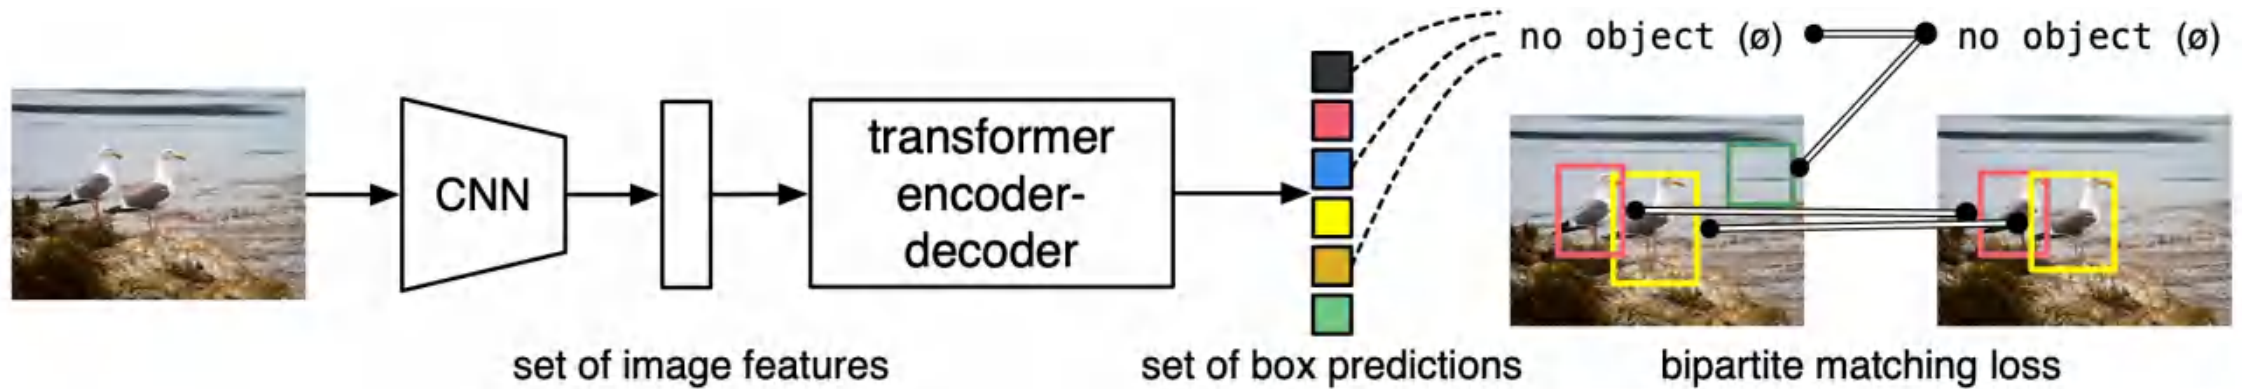 no object (ø)
no object (ø)
CNN
transformer
encoder-
decoder
set of image features
set of box predictions
bipartite matching loss